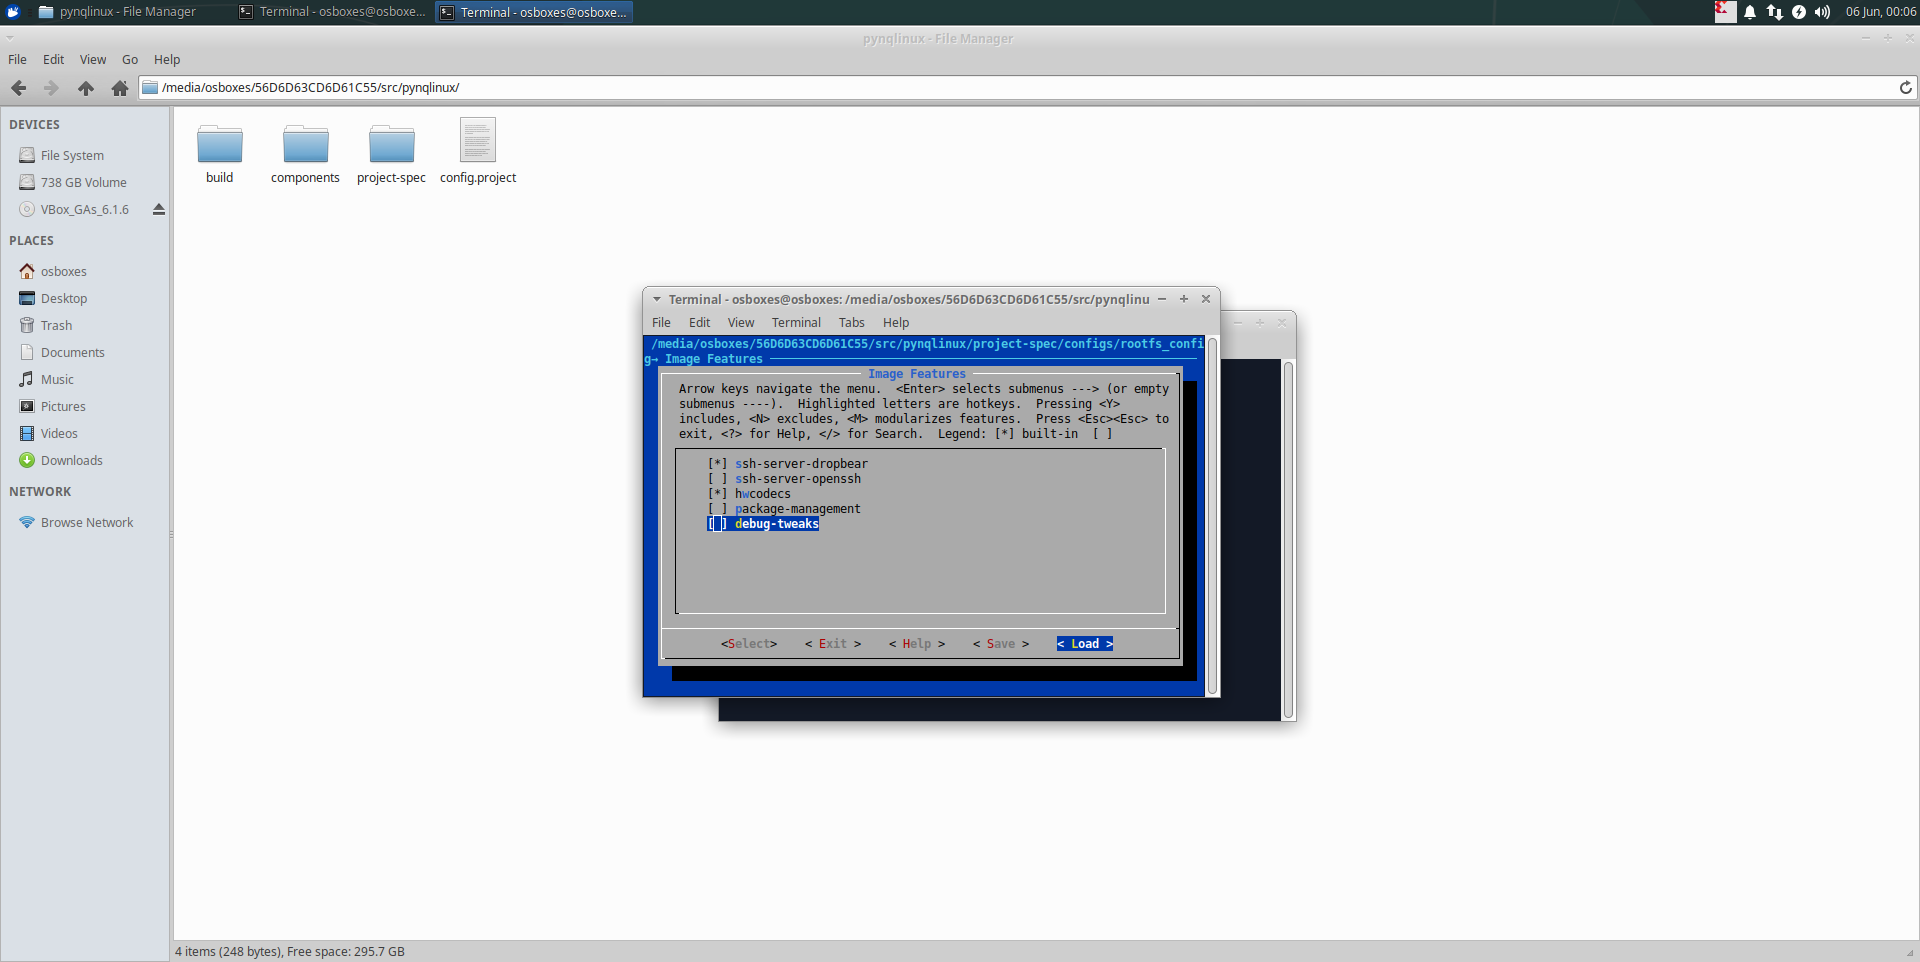 pynqlinux - File Manager
Terminal - osboxes@osboxe...
Terminal - osboxes@osboxe...
06 Jun, 00:06
pynqlinux - File Manager
File Edit View Go Help
/media/osboxes/56D6D63CD6D61C55/src/pynqlinux/
DEVICES
File System
738 GB Volume
VBox_GAs_6.1.6
PLACES
osboxes
Desktop
Trash
Documents
Music
Pictures
Videos
Downloads
NETWORK
Browse Network
build
components
project-spec
config.project
Terminal - osboxes@osboxes: /media/osboxes/56D6D63CD6D61C55/src/pynqlinu
File Edit View Terminal Tabs Help
/media/osboxes/56D6D63CD6D61C55/src/pynqlinux/project-spec/configs/rootfs_confi
g→ Image Features
Image Features
Arrow keys navigate the menu. <Enter> selects submenus ---> (or empty
submenus ----). Highlighted letters are hotkeys. Pressing <Y>
includes, <N> excludes, <M> modularizes features. Press <Esc><Esc> to
exit, <?> for Help, </> for Search. Legend: [*] built-in [ ]
[*] ssh-server-dropbear
[ ] ssh-server-openssh
[*] hwcodecs
[ ] package-management
[ ] debug-tweaks
<Select> < Exit > < Help > < Save > < Load >
4 items (248 bytes), Free space: 295.7 GB